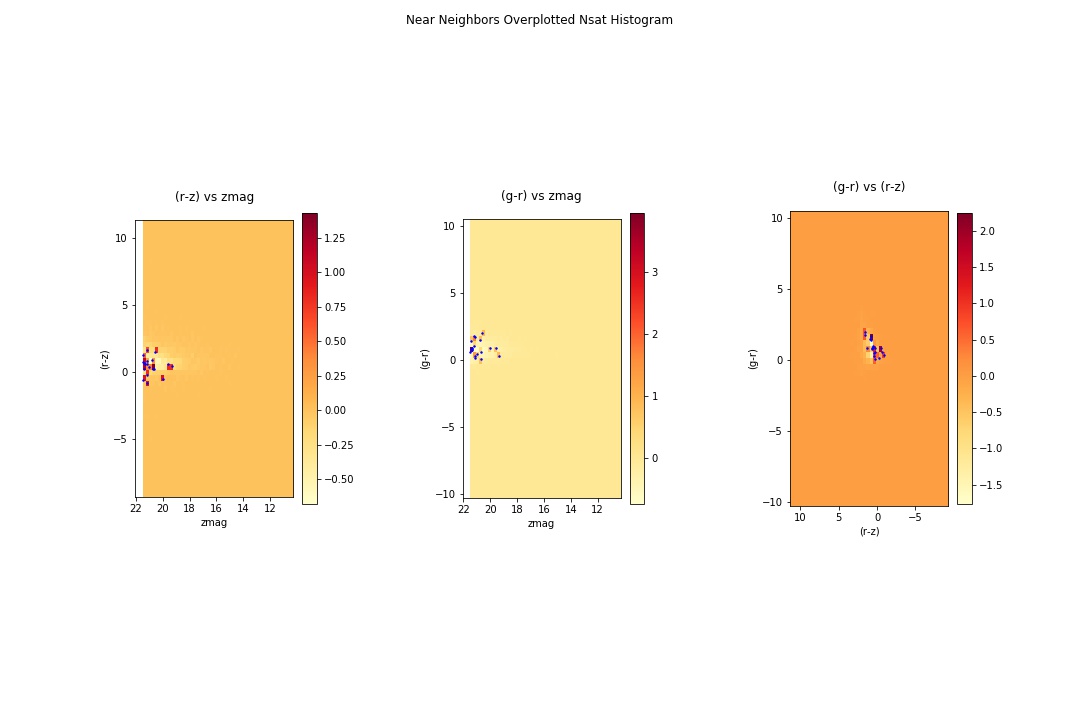 Near Neighbors Overplotted Nsat Histogram
(r-z) vs zmag
10
5
0
−5
(r-z)
22 20 18 16 14 12
zmag
1.25
1.00
0.75
0.50
0.25
0.00
−0.25
−0.50
(g-r) vs zmag
10
5
0
−5
−10
(g-r)
22 20 18 16 14 12
zmag
3
2
1
0
(g-r) vs (r-z)
10
5
0
−5
−10
(g-r)
10 5 0 −5
(r-z)
2.0
1.5
1.0
0.5
0.0
−0.5
−1.0
−1.5